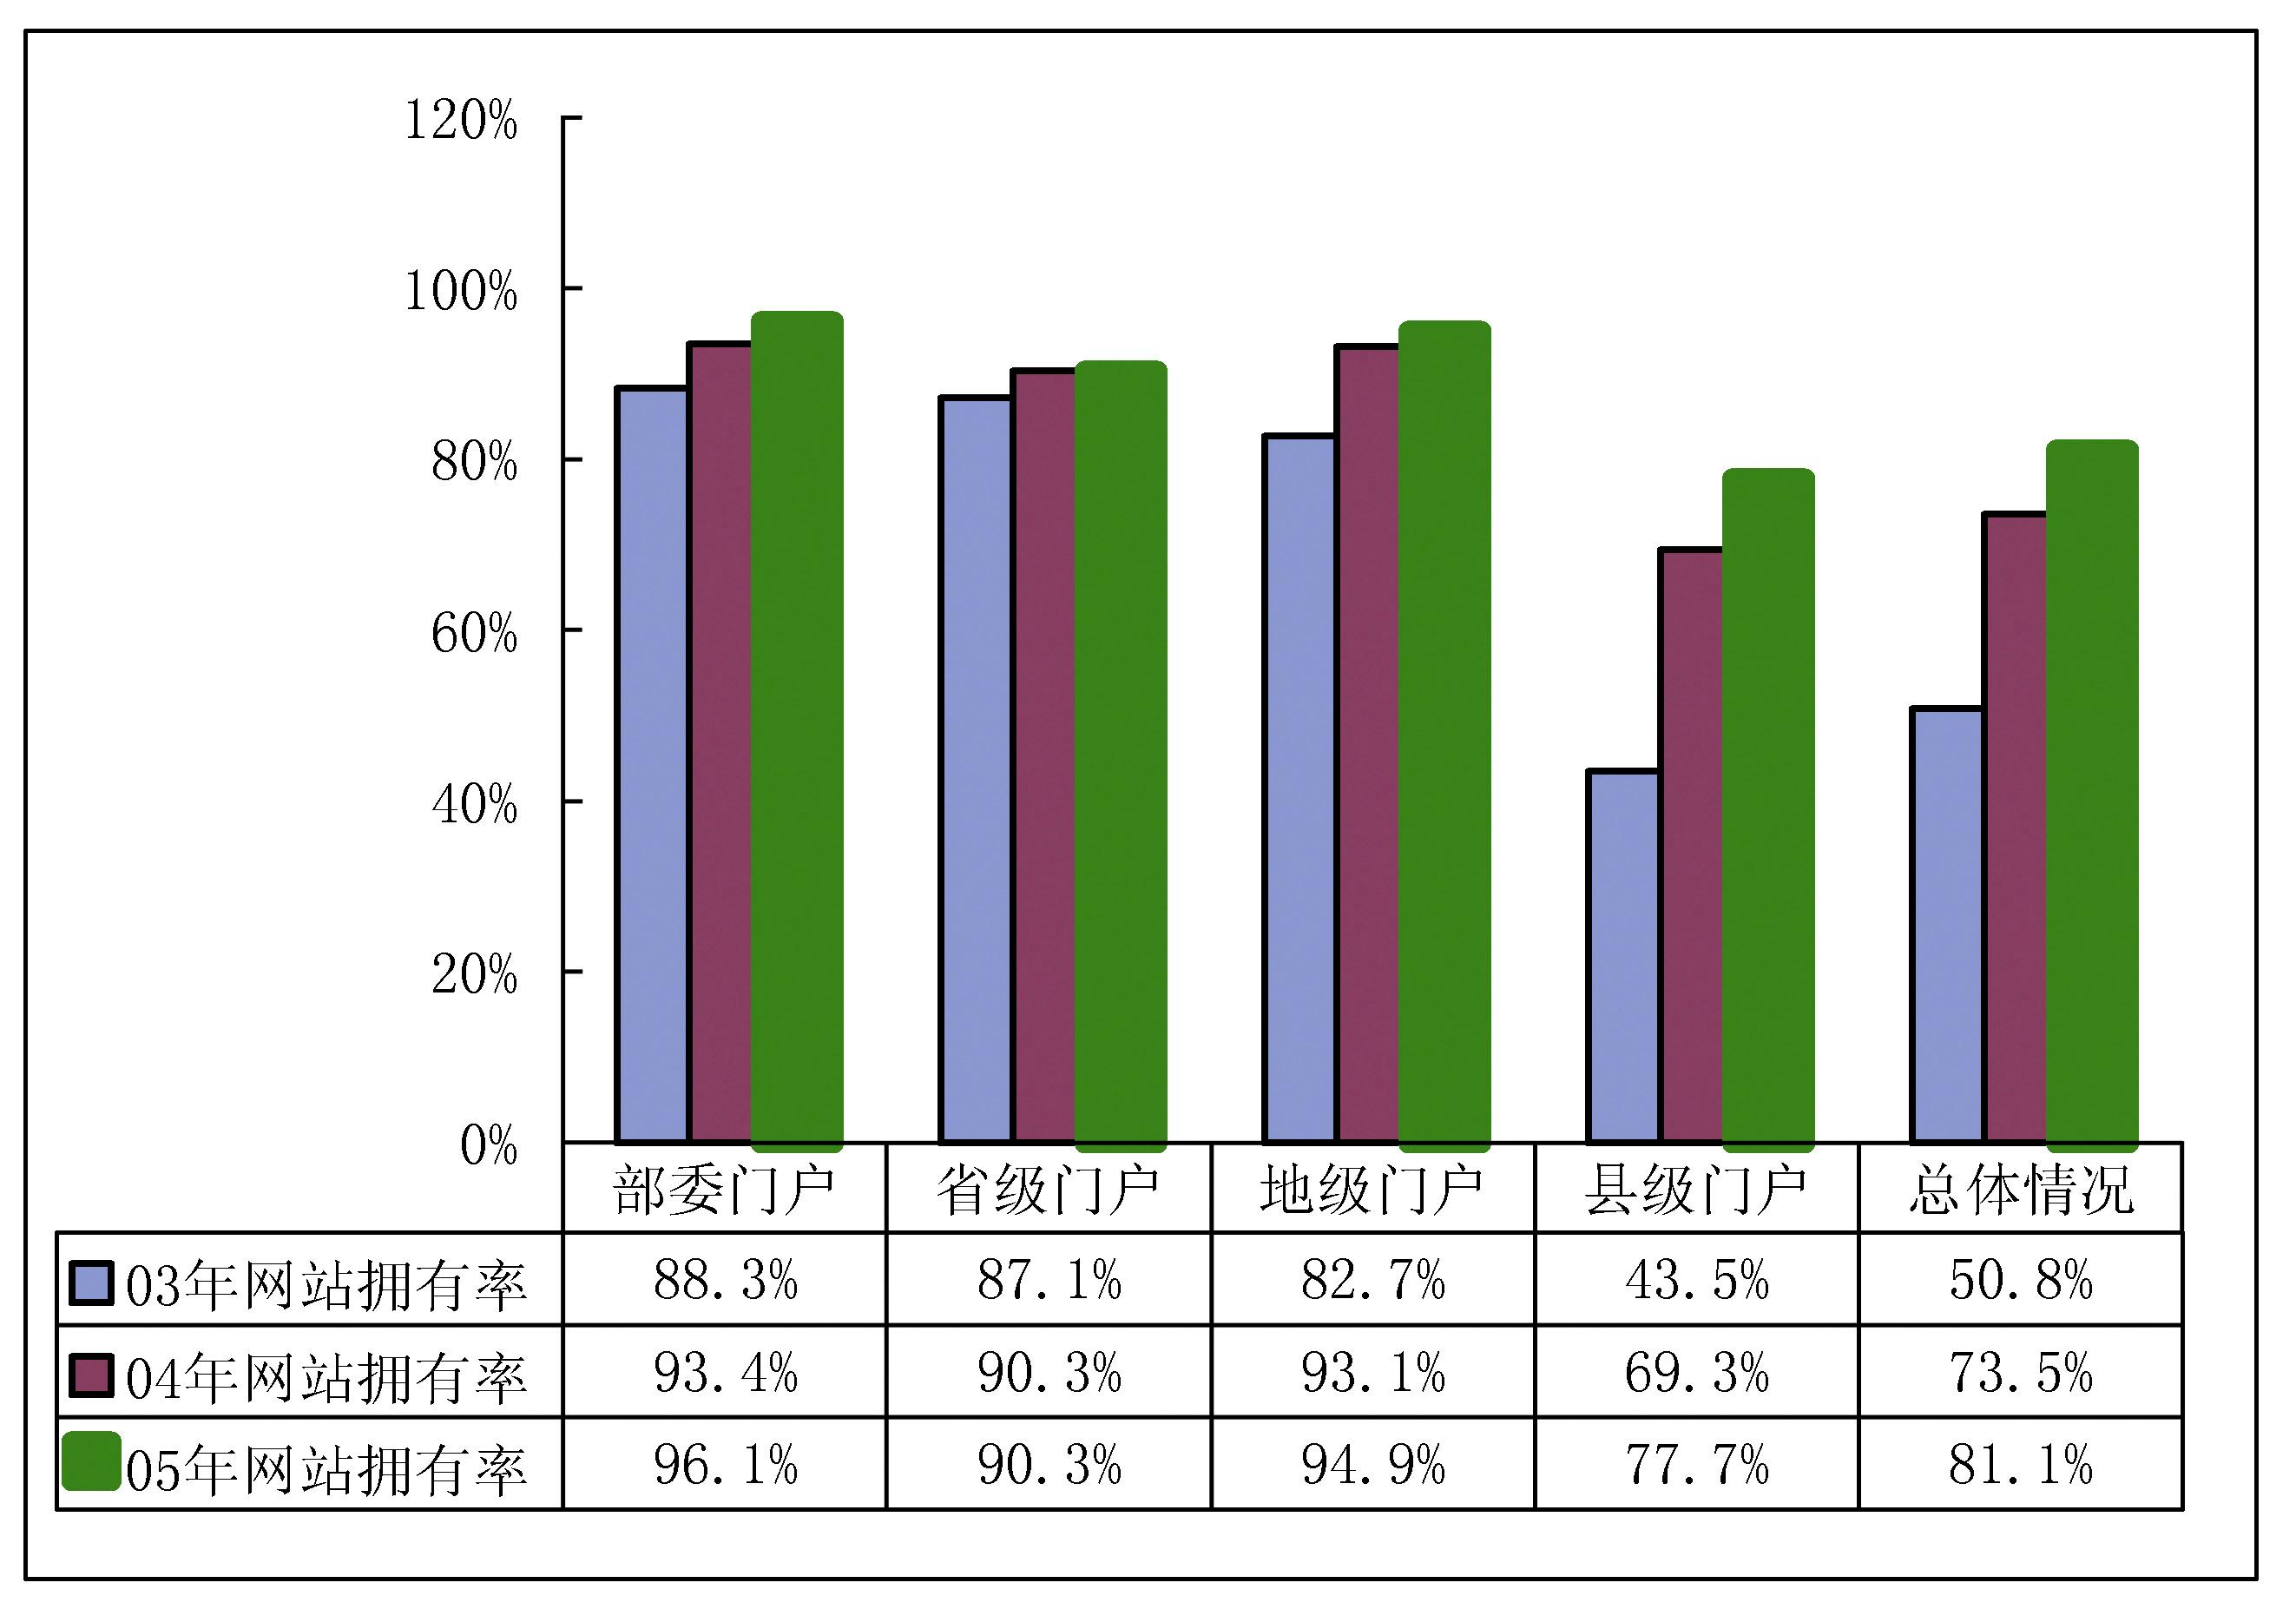 120%
100%
80%
60%
40%
20%
0%
部委门户 省级门户 地级门户 县级门户 总体情况
03年网站拥有率 88.3% 87.1% 82.7% 43.5% 50.8%
04年网站拥有率 93.4% 90.3% 93.1% 69.3% 73.5%
05年网站拥有率 96.1% 90.3% 94.9% 77.7% 81.1%